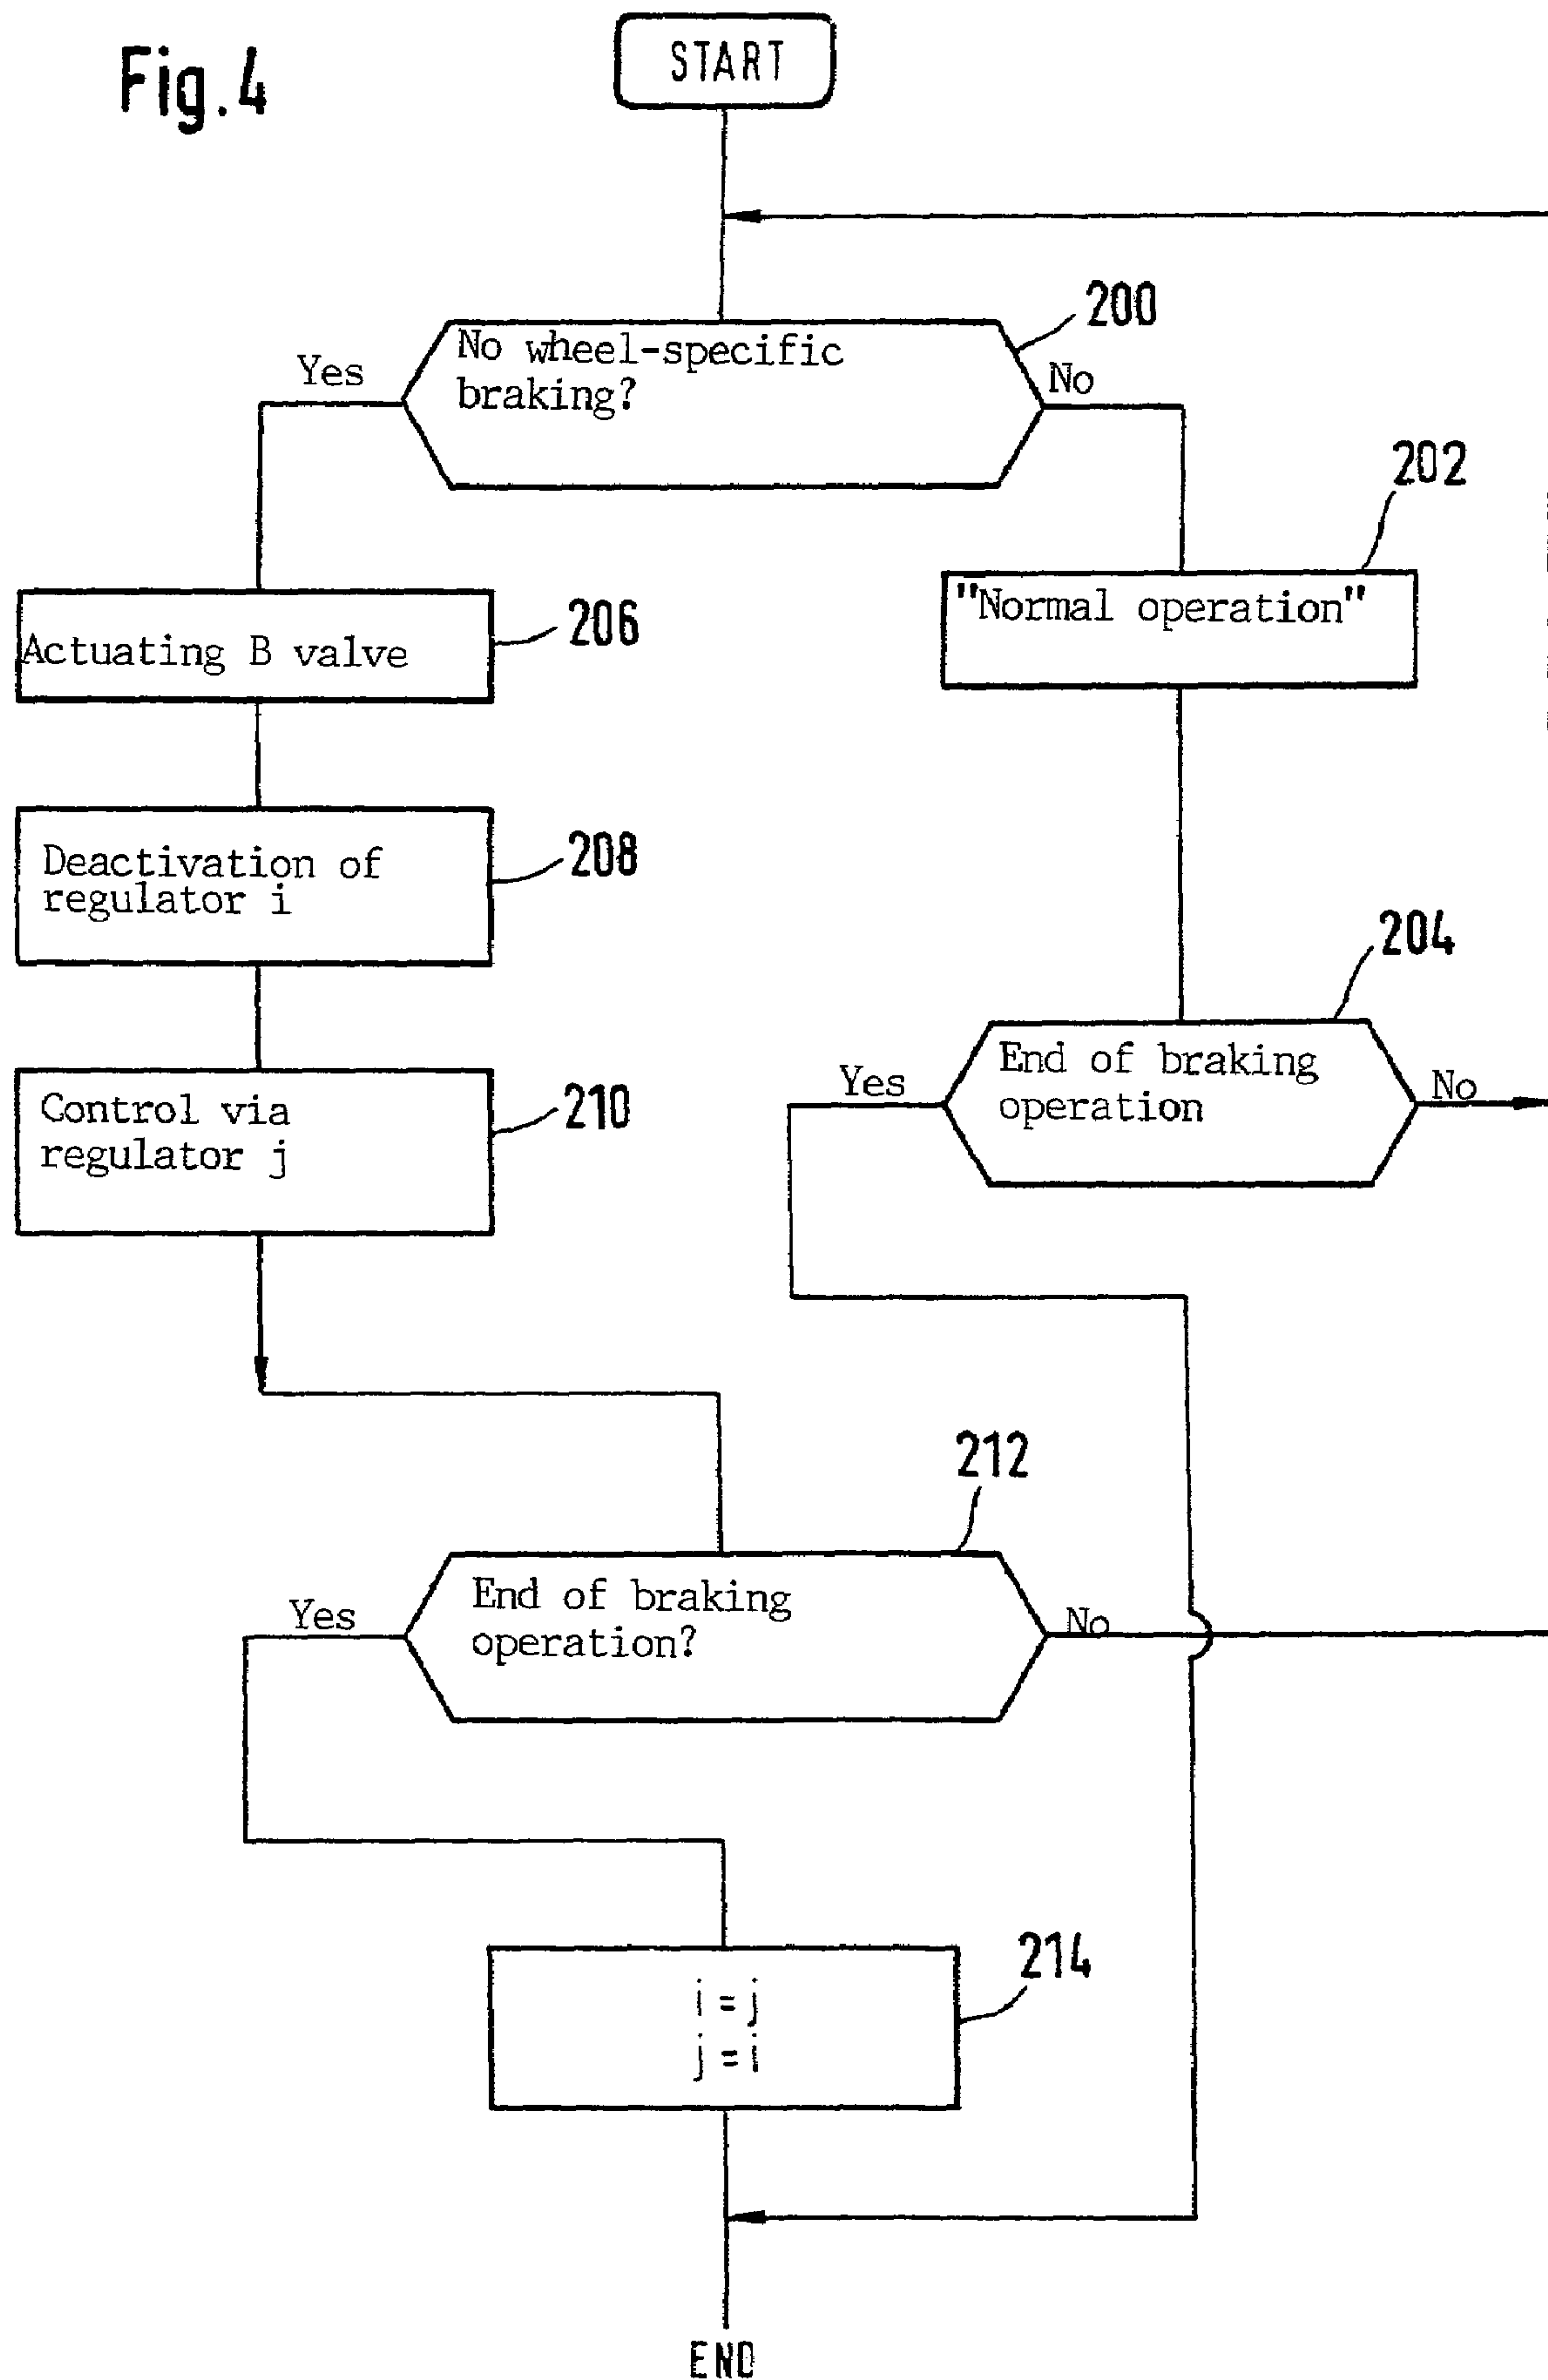 Fig.4
START
200
No wheel-specific
braking?
Yes
No
202
"Normal operation"
206
Actuating B valve
208
Deactivation of
regulator i
204
End of braking
operation
Yes
No
210
Control via
regulator j
212
End of braking
operation?
Yes
No
214
i = j
j = i
END